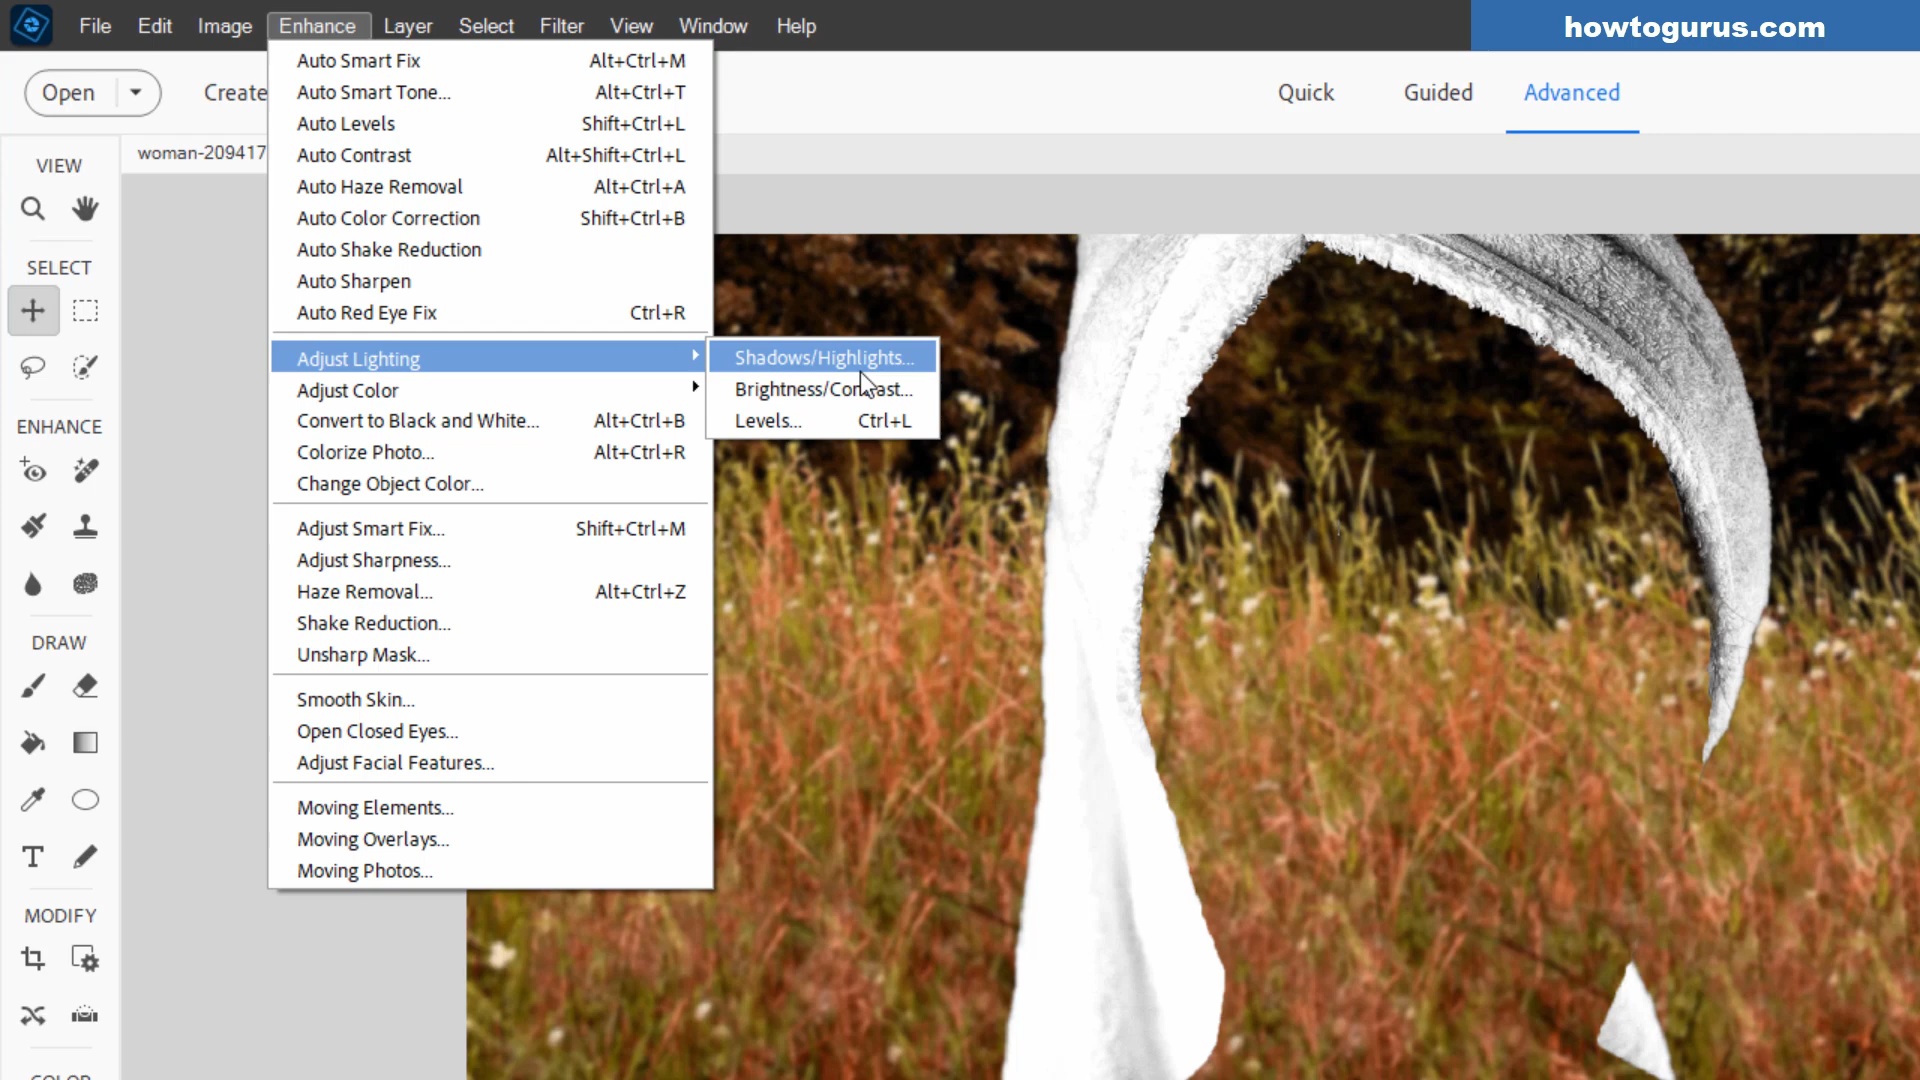 File Edit Image Enhance Layer Select Filter View Window Help
howtogurus.com
Open Create
Quick Guided Advanced
woman-209417
VIEW
SELECT
ENHANCE
DRAW
MODIFY
COLOR
Auto Smart Fix Alt+Ctrl+M
Auto Smart Tone... Alt+Ctrl+T
Auto Levels Shift+Ctrl+L
Auto Contrast Alt+Shift+Ctrl+L
Auto Haze Removal Alt+Ctrl+A
Auto Color Correction Shift+Ctrl+B
Auto Shake Reduction
Auto Sharpen
Auto Red Eye Fix Ctrl+R
Adjust Lighting
Adjust Color
Convert to Black and White... Alt+Ctrl+B
Colorize Photo... Alt+Ctrl+R
Change Object Color...
Adjust Smart Fix... Shift+Ctrl+M
Adjust Sharpness...
Haze Removal... Alt+Ctrl+Z
Shake Reduction...
Unsharp Mask...
Smooth Skin...
Open Closed Eyes...
Adjust Facial Features...
Moving Elements...
Moving Overlays...
Moving Photos...
Shadows/Highlights...
Brightness/Contrast...
Levels... Ctrl+L